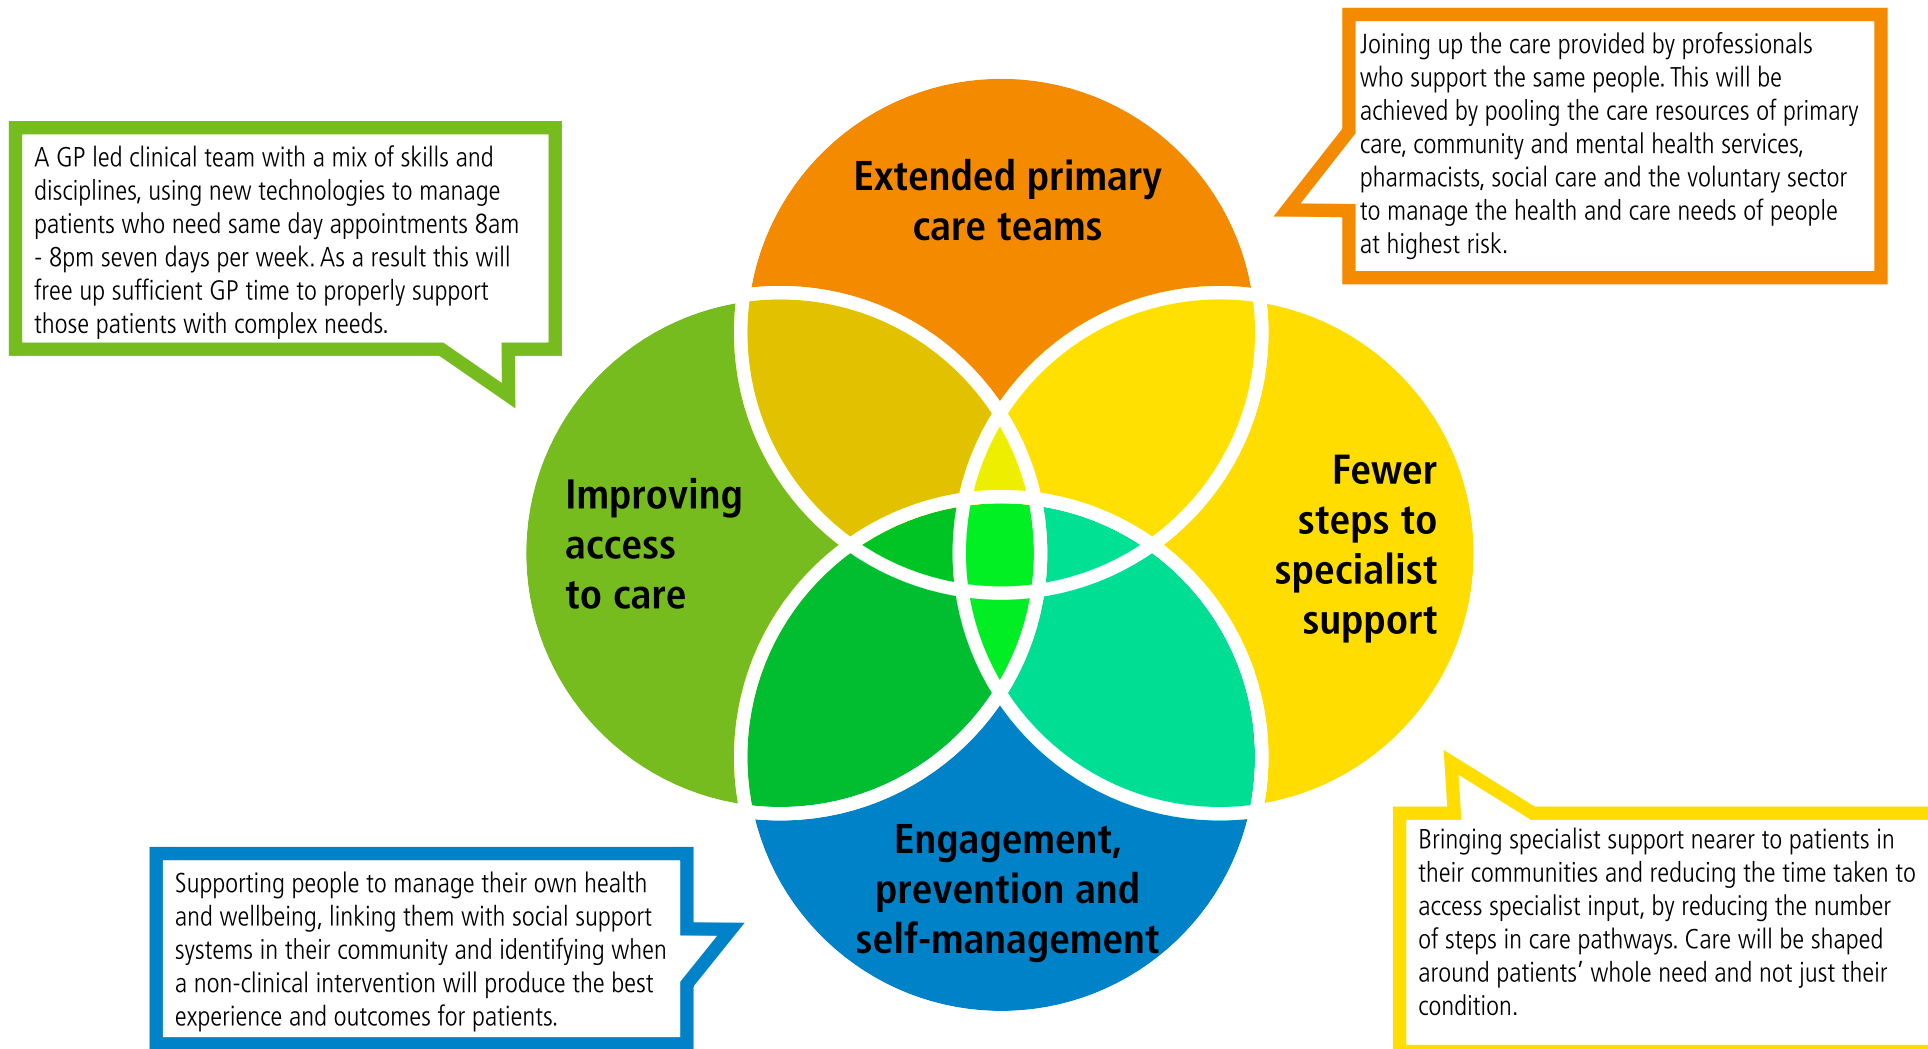 Joining up the care provided by professionals
who support the same people. This will be
achieved by pooling the care resources of primary
care, community and mental health services,
pharmacists, social care and the voluntary sector
to manage the health and care needs of people
at highest risk.
A GP led clinical team with a mix of skills and
disciplines, using new technologies to manage
patients who need same day appointments 8am
- 8pm seven days per week. As a result this will
free up sufficient GP time to properly support
those patients with complex needs.
Extended primary
care teams
Improving
access
to care
Fewer
steps to
specialist
support
Engagement,
prevention and
self-management
Supporting people to manage their own health
and wellbeing, linking them with social support
systems in their community and identifying when
a non-clinical intervention will produce the best
experience and outcomes for patients.
Bringing specialist support nearer to patients in
their communities and reducing the time taken to
access specialist input, by reducing the number
of steps in care pathways. Care will be shaped
around patients’ whole need and not just their
condition.